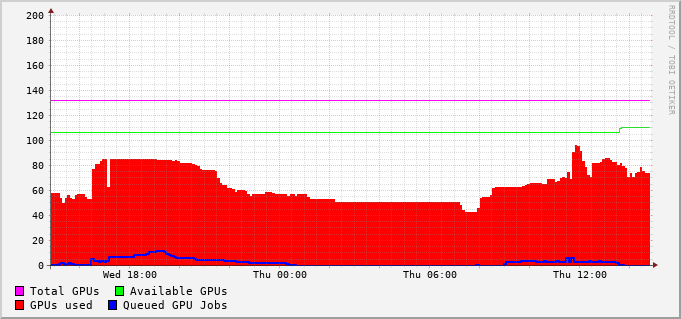 200
180
160
140
120
100
80
60
40
20
0
Wed 18:00 Thu 00:00 Thu 06:00 Thu 12:00
Total GPUs Available GPUs
GPUs used Queued GPU Jobs
RRDTOOL / TOBI OETIKER